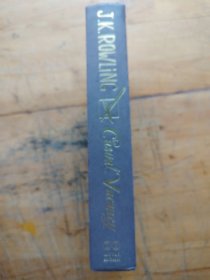 J.K. ROWLING
The Casual Vacancy